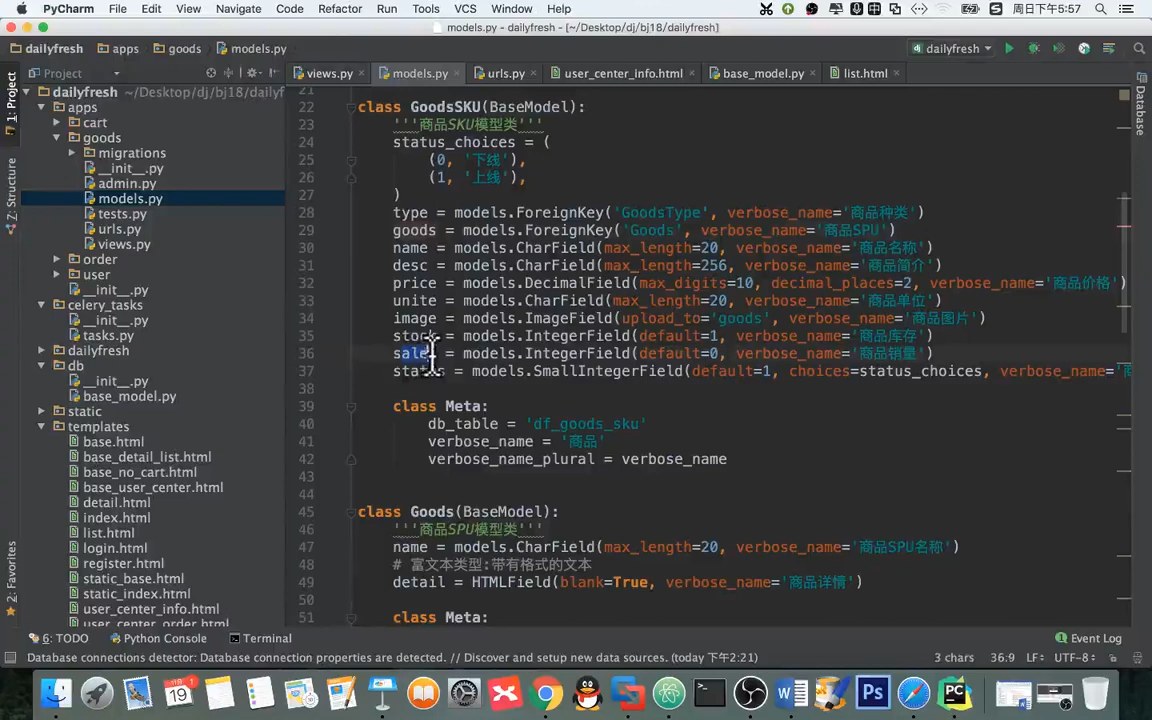 PyCharm File Edit View Navigate Code Refactor Run Tools VCS Window Help 周日下午5:57
models.py - dailyfresh - [~/Desktop/dj/bj18/dailyfresh]
dailyfresh apps goods models.py dailyfresh
Project views.py models.py urls.py user_center_info.html base_model.py list.html
1: Project
Z: Structure
2: Favorites
Database
dailyfresh ~/Desktop/dj/bj18/dailyf
apps
cart
goods
migrations
__init__.py
admin.py
models.py
tests.py
urls.py
views.py
order
user
__init__.py
celery_tasks
__init__.py
tasks.py
dailyfresh
db
__init__.py
base_model.py
static
templates
base.html
base_detail_list.html
base_no_cart.html
base_user_center.html
detail.html
index.html
list.html
login.html
register.html
static_base.html
static_index.html
user_center_info.html
user_center_order.html
21
22 class GoodsSKU(BaseModel):
23 '''商品SKU模型类'''
24 status_choices = (
25 (0, '下线'),
26 (1, '上线'),
27 )
28 type = models.ForeignKey('GoodsType', verbose_name='商品种类')
29 goods = models.ForeignKey('Goods', verbose_name='商品SPU')
30 name = models.CharField(max_length=20, verbose_name='商品名称')
31 desc = models.CharField(max_length=256, verbose_name='商品简介')
32 price = models.DecimalField(max_digits=10, decimal_places=2, verbose_name='商品价格')
33 unite = models.CharField(max_length=20, verbose_name='商品单位')
34 image = models.ImageField(upload_to='goods', verbose_name='商品图片')
35 stock = models.IntegerField(default=1, verbose_name='商品库存')
36 sales = models.IntegerField(default=0, verbose_name='商品销量')
37 status = models.SmallIntegerField(default=1, choices=status_choices, verbose_name='商
38
39 class Meta:
40 db_table = 'df_goods_sku'
41 verbose_name = '商品'
42 verbose_name_plural = verbose_name
43
44
45 class Goods(BaseModel):
46 '''商品SPU模型类'''
47 name = models.CharField(max_length=20, verbose_name='商品SPU名称')
48 # 富文本类型:带有格式的文本
49 detail = HTMLField(blank=True, verbose_name='商品详情')
50
51 class Meta:
6: TODO Python Console Terminal Event Log
Database connections detector: Database connection properties are detected. // Discover and setup new data sources. (today 下午2:21) 3 chars 36:9 LF÷ UTF-8÷